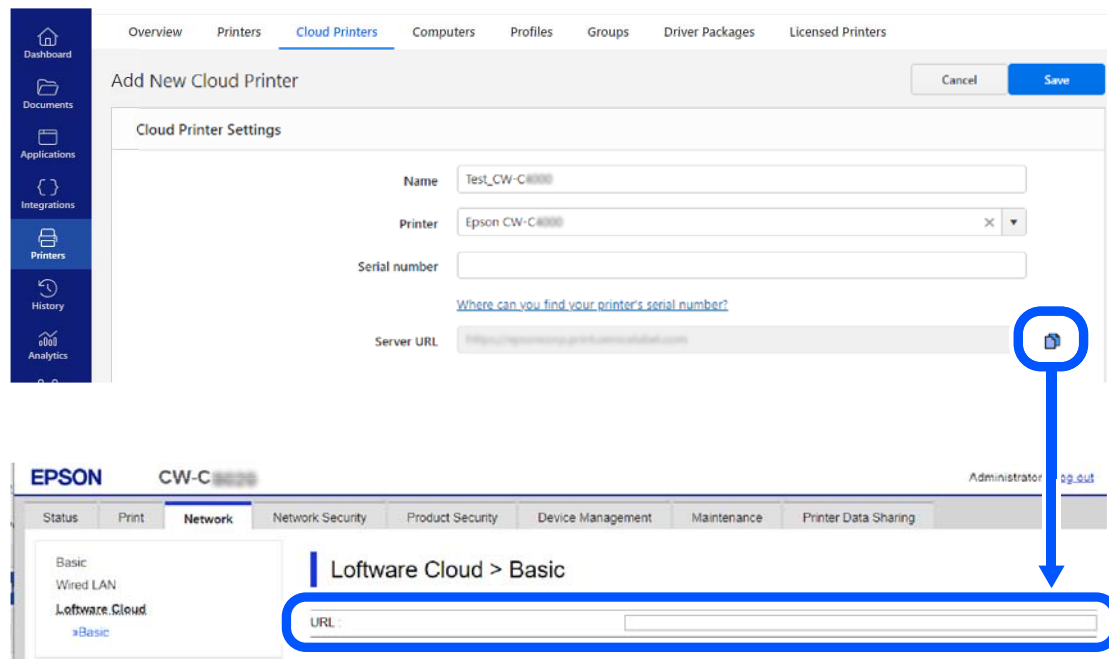 Overview Printers Cloud Printers Computers Profiles Groups Driver Packages Licensed Printers
Dashboard
Documents
Applications
Integrations
Printers
History
Analytics
Add New Cloud Printer
Cancel Save
Cloud Printer Settings
Name Test_CW-C
Printer Epson CW-C
Serial number
Where can you find your printer's serial number?
Server URL
EPSON CW-C
Administrator
Status Print Network Network Security Product Security Device Management Maintenance Printer Data Sharing
Basic
Wired LAN
Loftware Cloud
»Basic
Loftware Cloud > Basic
URL :